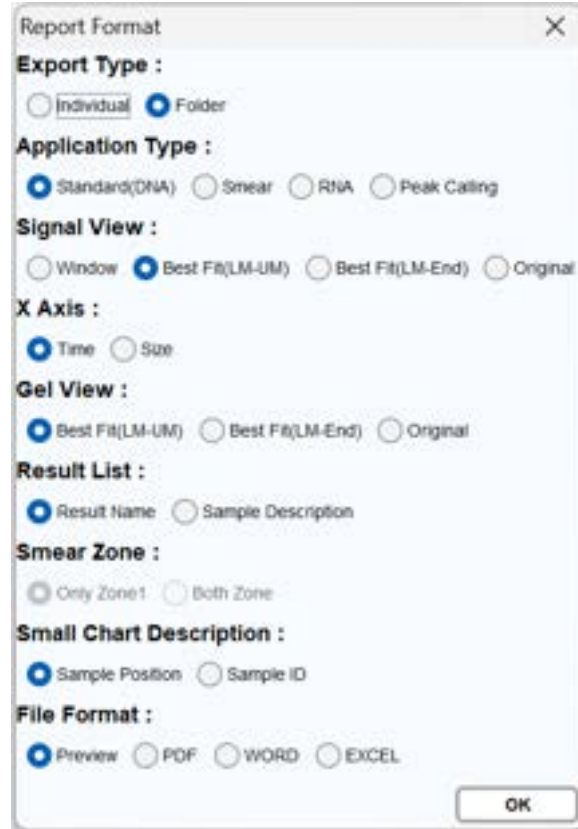 Report Format
Export Type :
Individual Folder
Application Type :
Standard(DNA) Smear RNA Peak Calling
Signal View :
Window Best Fit(LM-UM) Best Fit(LM-End) Original
X Axis :
Time Size
Gel View :
Best Fit(LM-UM) Best Fit(LM-End) Original
Result List :
Result Name Sample Description
Smear Zone :
Only Zone1 Both Zone
Small Chart Description :
Sample Position Sample ID
File Format :
Preview PDF WORD EXCEL
OK